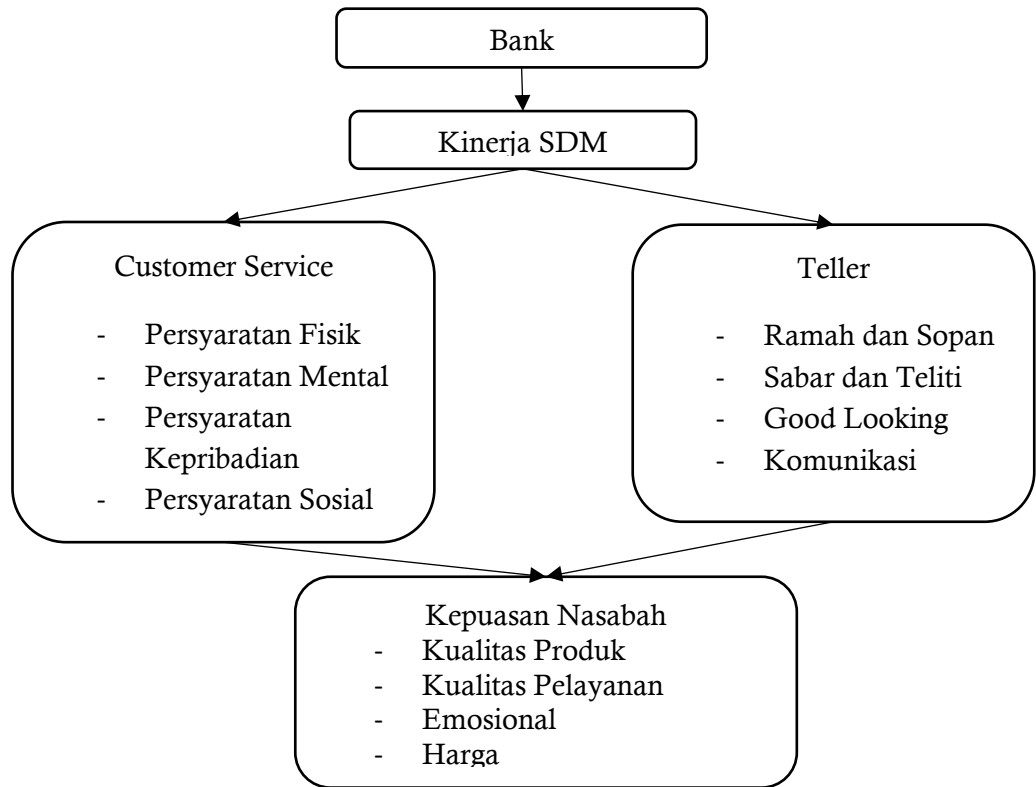 Bank
Kinerja SDM
Customer Service
- Persyaratan Fisik
- Persyaratan Mental
- Persyaratan
Kepribadian
- Persyaratan Sosial
Teller
- Ramah dan Sopan
- Sabar dan Teliti
- Good Looking
- Komunikasi
Kepuasan Nasabah
- Kualitas Produk
- Kualitas Pelayanan
- Emosional
- Harga